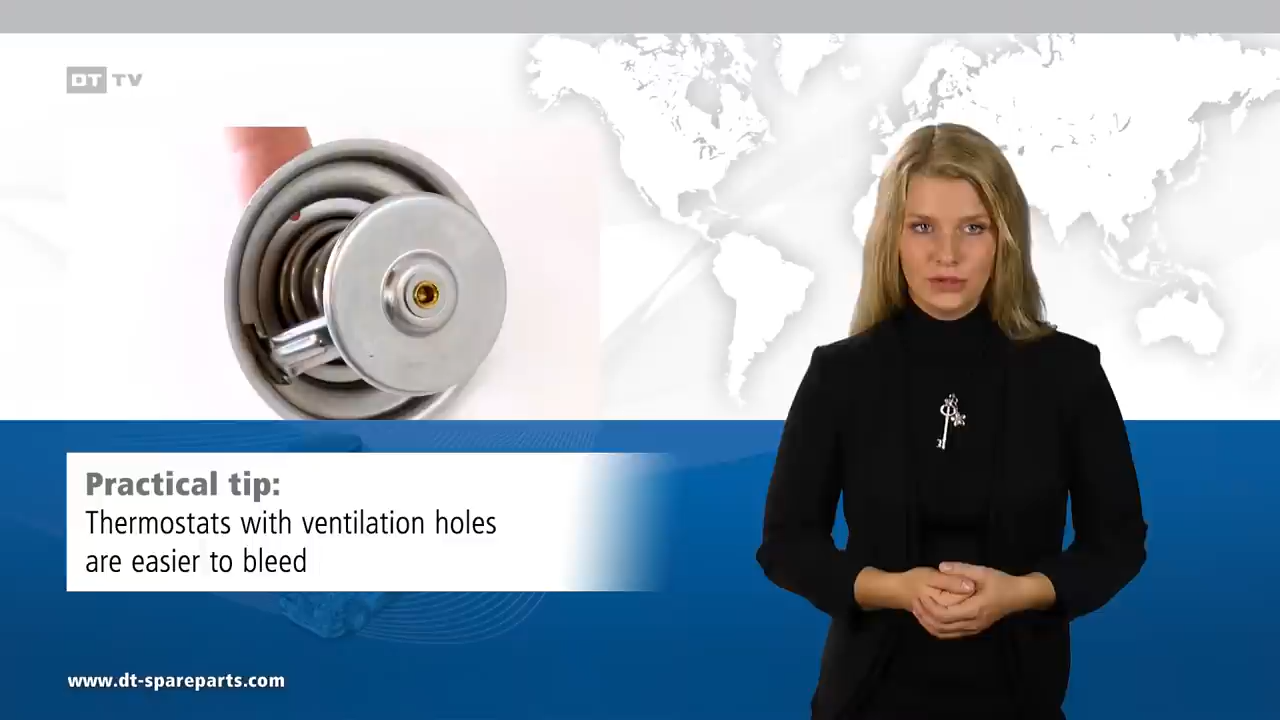 DT TV
Practical tip:
Thermostats with ventilation holes
are easier to bleed
www.dt-spareparts.com